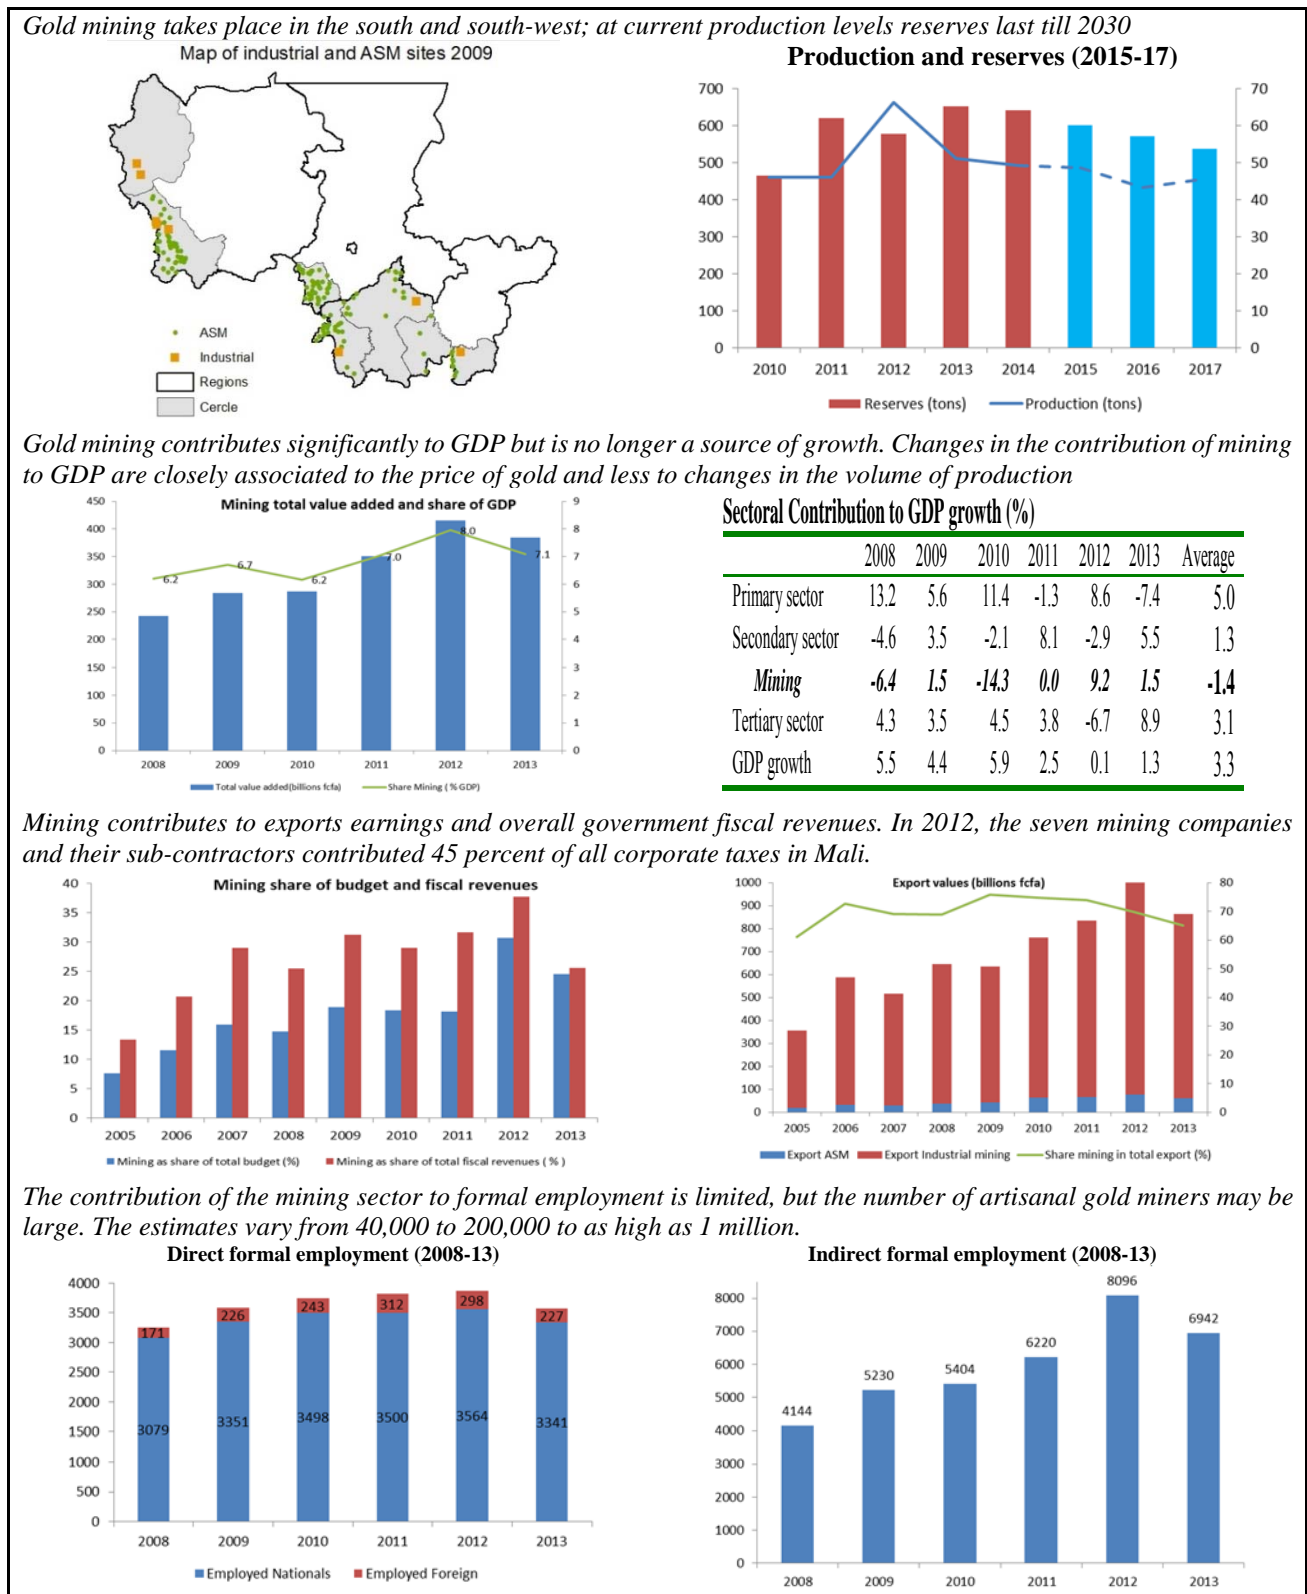 Gold mining takes place in the south and south-west; at current production levels reserves last till 2030
Map of industrial and ASM sites 2009
ASM
Industrial
Regions
Cercle
Production and reserves (2015-17)
700
600
500
400
300
200
100
0
70
60
50
40
30
20
10
0
2010 2011 2012 2013 2014 2015 2016 2017
Reserves (tons) Production (tons)
Gold mining contributes significantly to GDP but is no longer a source of growth. Changes in the contribution of mining
to GDP are closely associated to the price of gold and less to changes in the volume of production
Mining total value added and share of GDP
450
400
350
300
250
200
150
100
50
0
9
8
7
6
5
4
3
2
1
0
6.2 6.7 6.2 7.0 8.0 7.1
2008 2009 2010 2011 2012 2013
Total value added(billions fcfa) Share Mining ( % GDP)
Sectoral Contribution to GDP growth (%)
2008 2009 2010 2011 2012 2013 Average
Primary sector 13.2 5.6 11.4 -1.3 8.6 -7.4 5.0
Secondary sector -4.6 3.5 -2.1 8.1 -2.9 5.5 1.3
Mining -6.4 1.5 -14.3 0.0 9.2 1.5 -1.4
Tertiary sector 4.3 3.5 4.5 3.8 -6.7 8.9 3.1
GDP growth 5.5 4.4 5.9 2.5 0.1 1.3 3.3
Mining contributes to exports earnings and overall government fiscal revenues. In 2012, the seven mining companies
and their sub-contractors contributed 45 percent of all corporate taxes in Mali.
Mining share of budget and fiscal revenues
40
35
30
25
20
15
10
5
0
2005 2006 2007 2008 2009 2010 2011 2012 2013
Mining as share of total budget (%) Mining as share of total fiscal revenues ( % )
Export values (billions fcfa)
1000
900
800
700
600
500
400
300
200
100
0
80
70
60
50
40
30
20
10
0
2005 2006 2007 2008 2009 2010 2011 2012 2013
Export ASM Export Industrial mining Share mining in total export (%)
The contribution of the mining sector to formal employment is limited, but the number of artisanal gold miners may be
large. The estimates vary from 40,000 to 200,000 to as high as 1 million.
Direct formal employment (2008-13)
4000
3500
3000
2500
2000
1500
1000
500
0
171 226 243 312 298 227
3079 3351 3498 3500 3564 3341
2008 2009 2010 2011 2012 2013
Employed Nationals Employed Foreign
Indirect formal employment (2008-13)
8000
7000
6000
5000
4000
3000
2000
1000
0
4144 5230 5404 6220 8096 6942
2008 2009 2010 2011 2012 2013